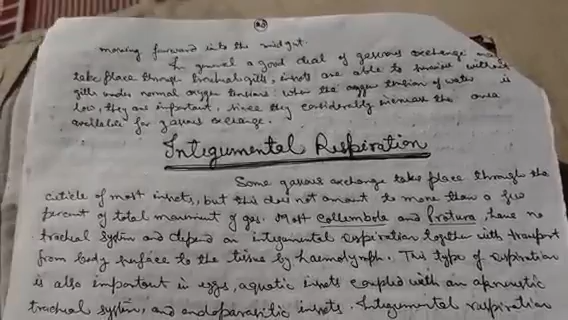 moving forward into the midgut.
In general a good deal of gaseous exchange may
take place through tracheal gills, insects are able to survive without
gills under normal oxygen tensions. When the oxygen tension of water is
low, they are important, since they considerably increase the area
available for gaseous exchange.
Integumental Respiration
Some gaseous exchange takes place through the
cuticle of most insects, but this does not amount to more than a few
percent of total movement of gas. Most Collembola and Protura, have no
tracheal system and depend on integumental respiration together with transport
from body surface to the tissue by haemolymph. This type of respiration
is also important in eggs, aquatic insects coupled with an apneustic
tracheal system, and endoparasitic insects. Integumental respiration